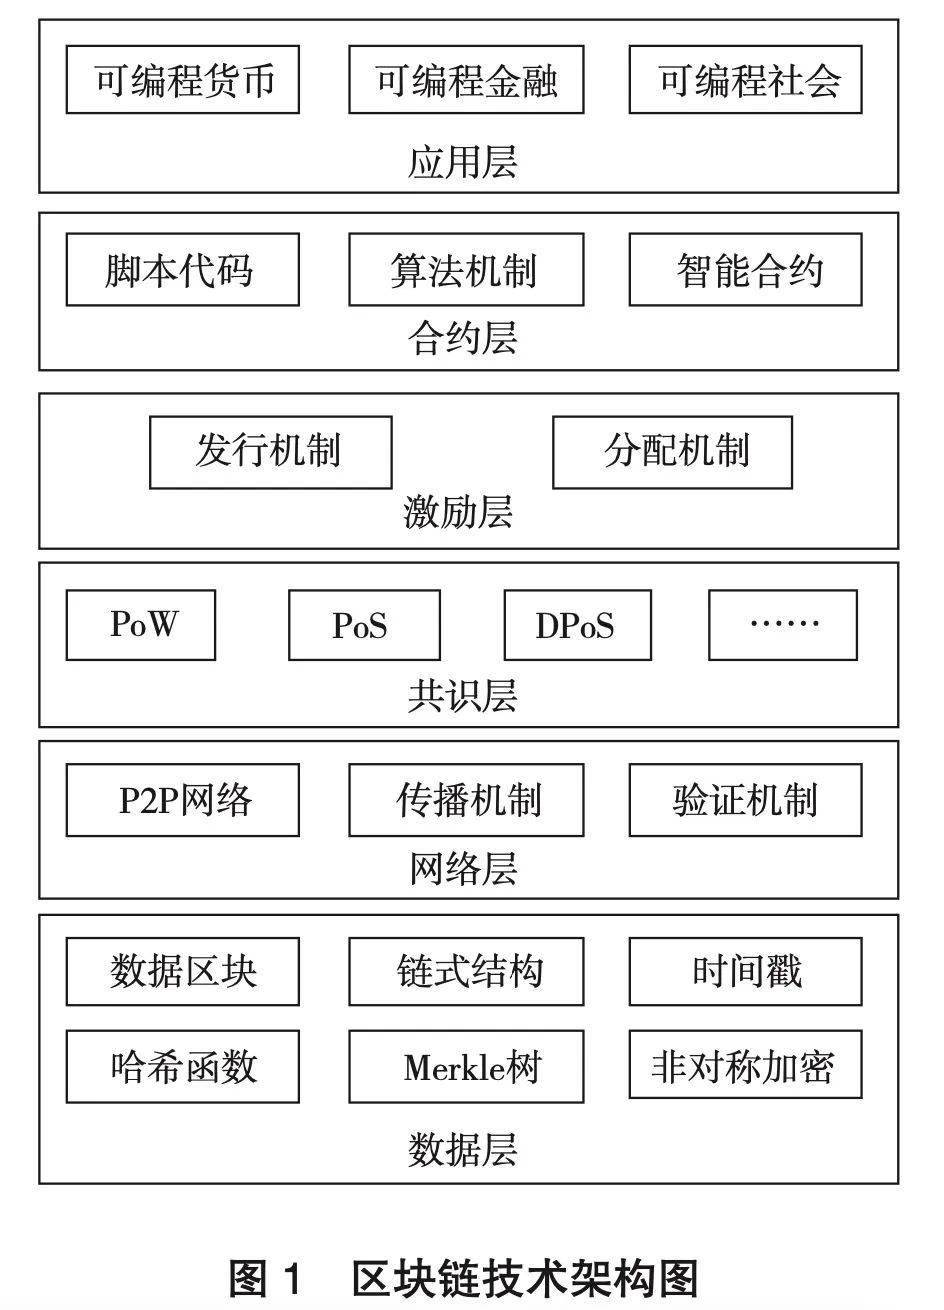 可编程货币 可编程金融 可编程社会
应用层
脚本代码 算法机制 智能合约
合约层
发行机制 分配机制
激励层
PoW PoS DPoS ……
共识层
P2P网络 传播机制 验证机制
网络层
数据区块 链式结构 时间戳
哈希函数 Merkle树 非对称加密
数据层
图 1 区块链技术架构图